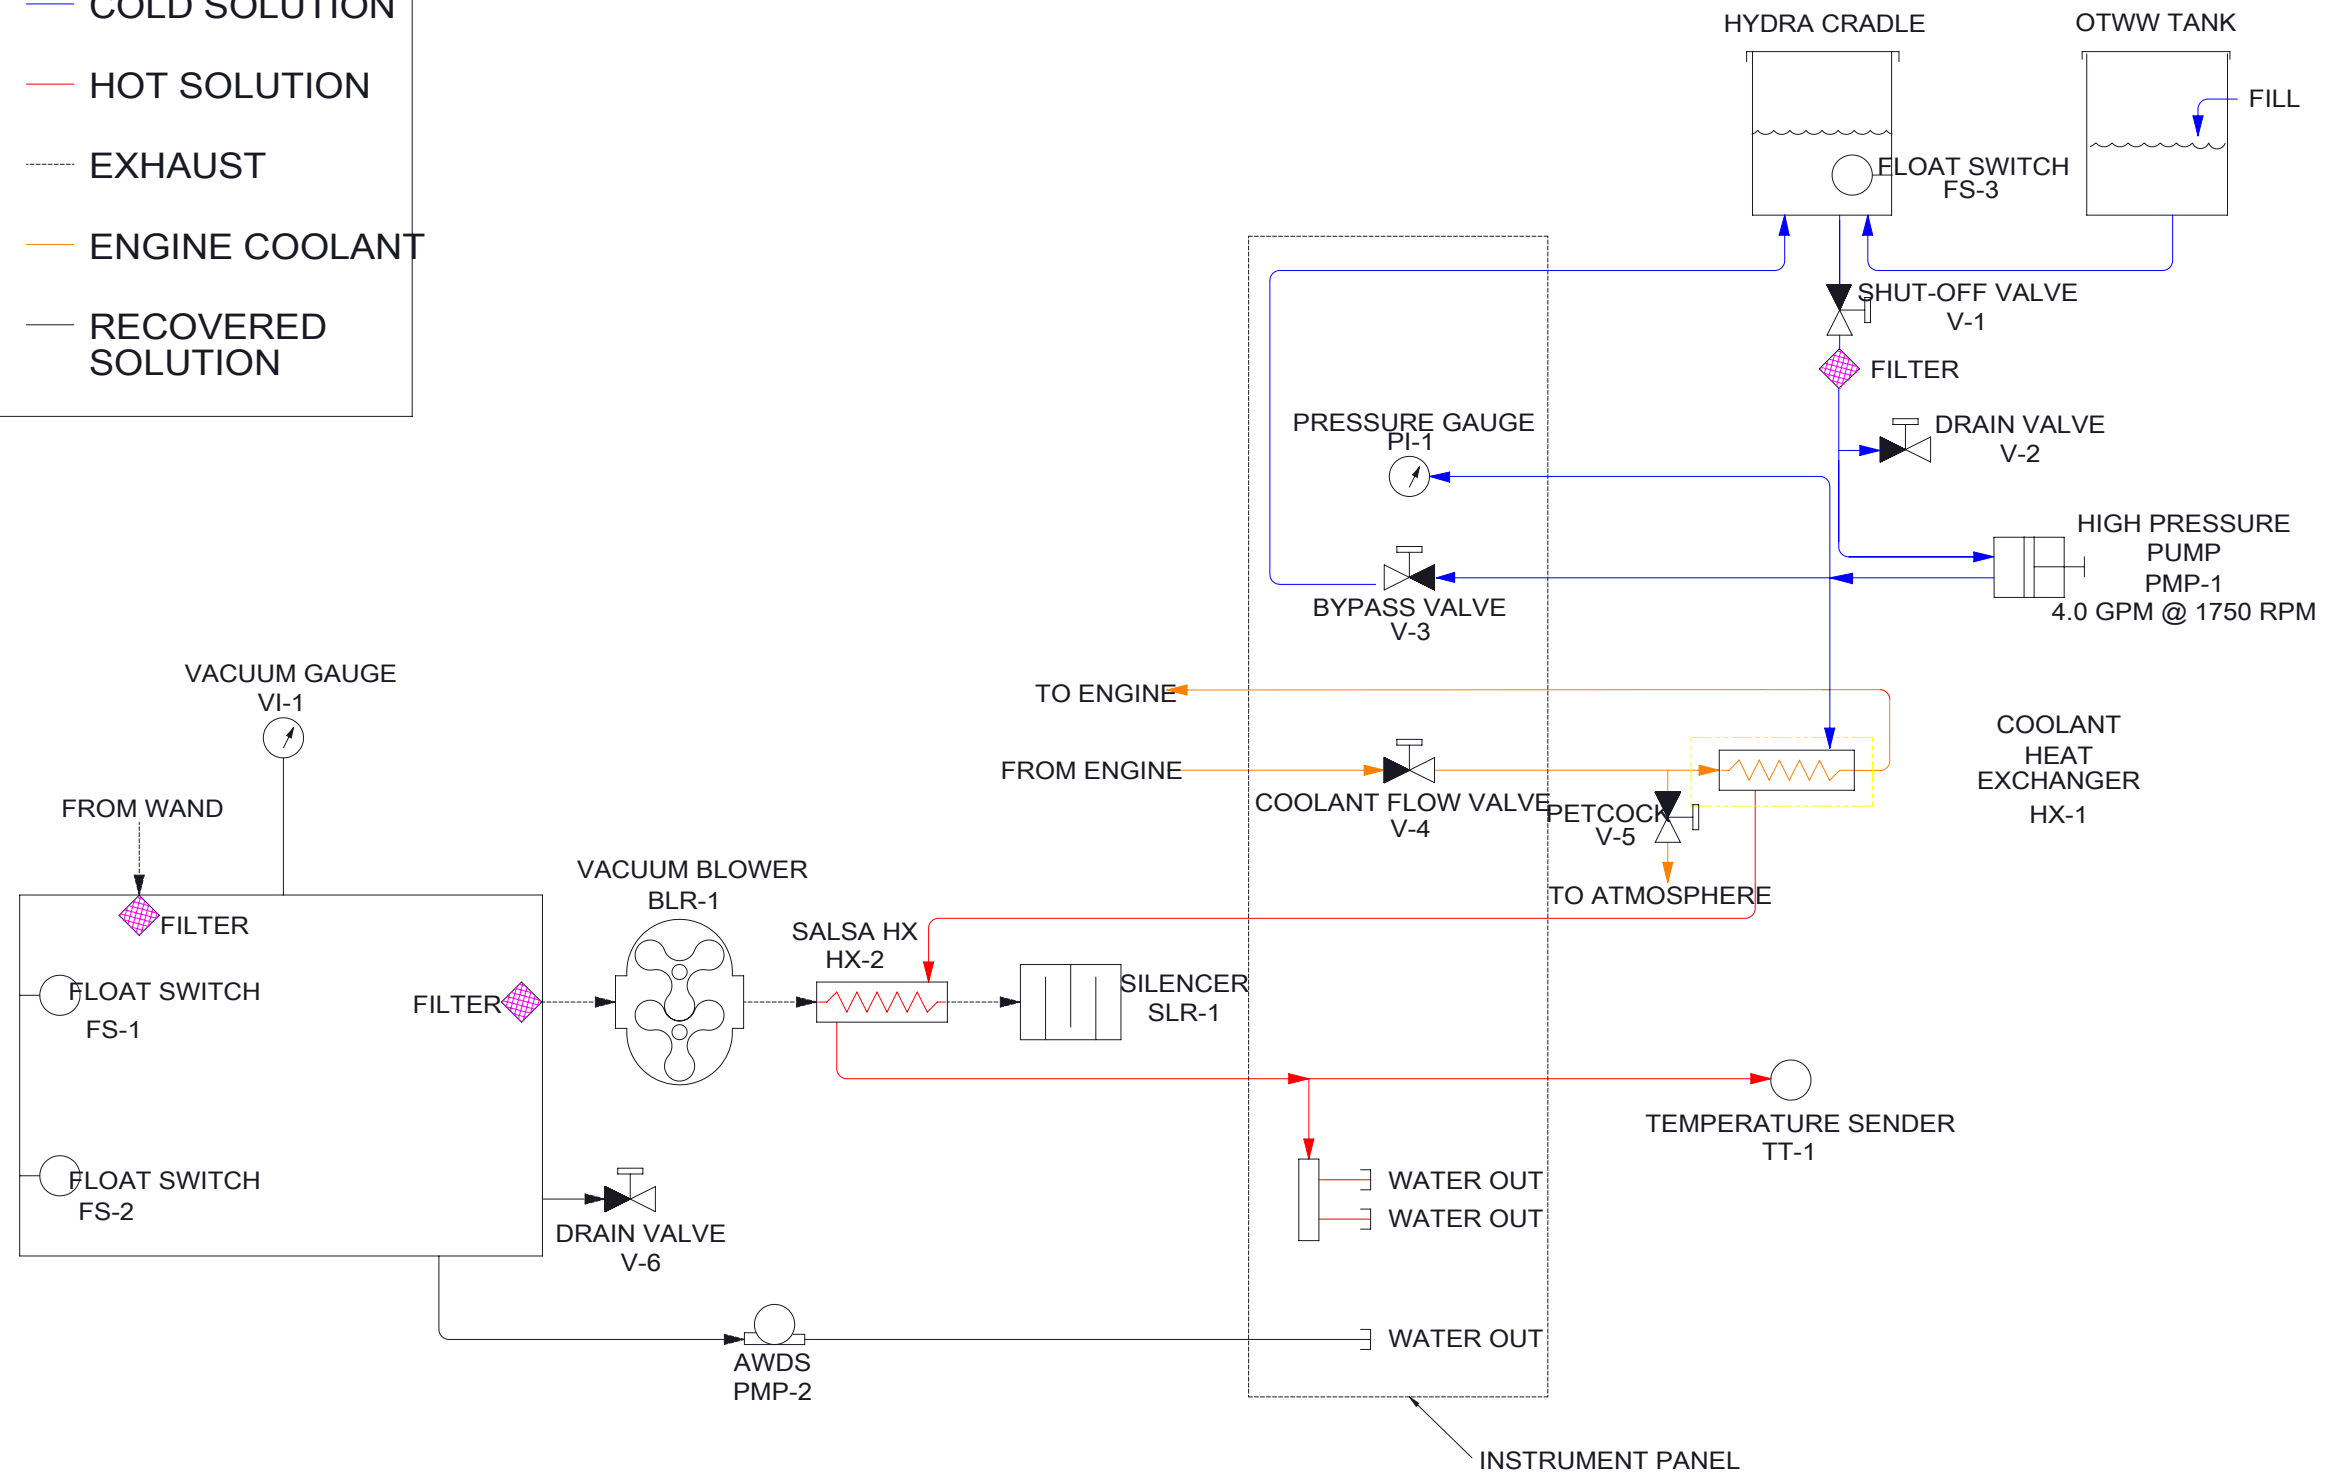 COLD SOLUTION
HOT SOLUTION
EXHAUST
ENGINE COOLANT
RECOVERED
SOLUTION
HYDRA CRADLE
OTWW TANK
FILL
FLOAT SWITCH
FS-3
SHUT-OFF VALVE
V-1
FILTER
PRESSURE GAUGE
PI-1
DRAIN VALVE
V-2
HIGH PRESSURE
PUMP
PMP-1
4.0 GPM @ 1750 RPM
BYPASS VALVE
V-3
VACUUM GAUGE
VI-1
TO ENGINE
FROM ENGINE
COOLANT FLOW VALVE
V-4
PETCOCK
V-5
TO ATMOSPHERE
COOLANT
HEAT
EXCHANGER
HX-1
FROM WAND
FILTER
VACUUM BLOWER
BLR-1
SALSA HX
HX-2
SILENCER
SLR-1
FLOAT SWITCH
FS-1
FILTER
TEMPERATURE SENDER
TT-1
FLOAT SWITCH
FS-2
DRAIN VALVE
V-6
WATER OUT
WATER OUT
WATER OUT
AWDS
PMP-2
INSTRUMENT PANEL